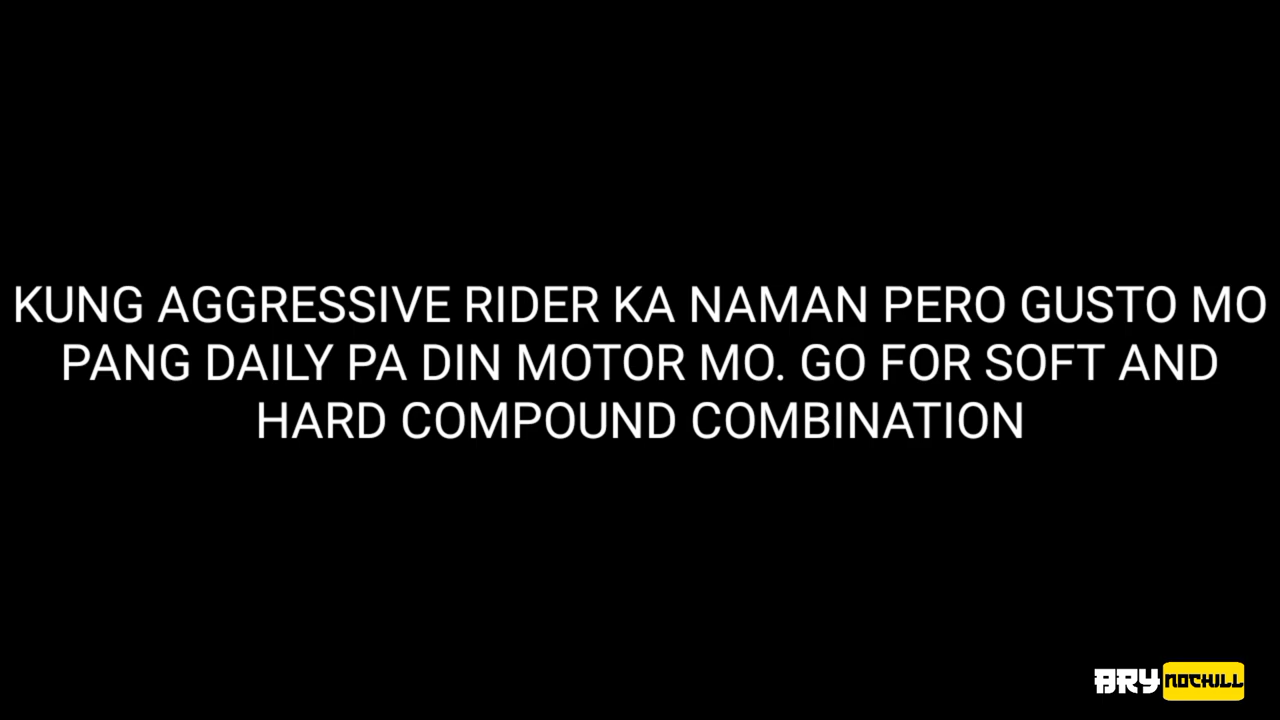 KUNG AGGRESSIVE RIDER KA NAMAN PERO GUSTO MO
PANG DAILY PA DIN MOTOR MO. GO FOR SOFT AND
HARD COMPOUND COMBINATION
BRY NOCHILL